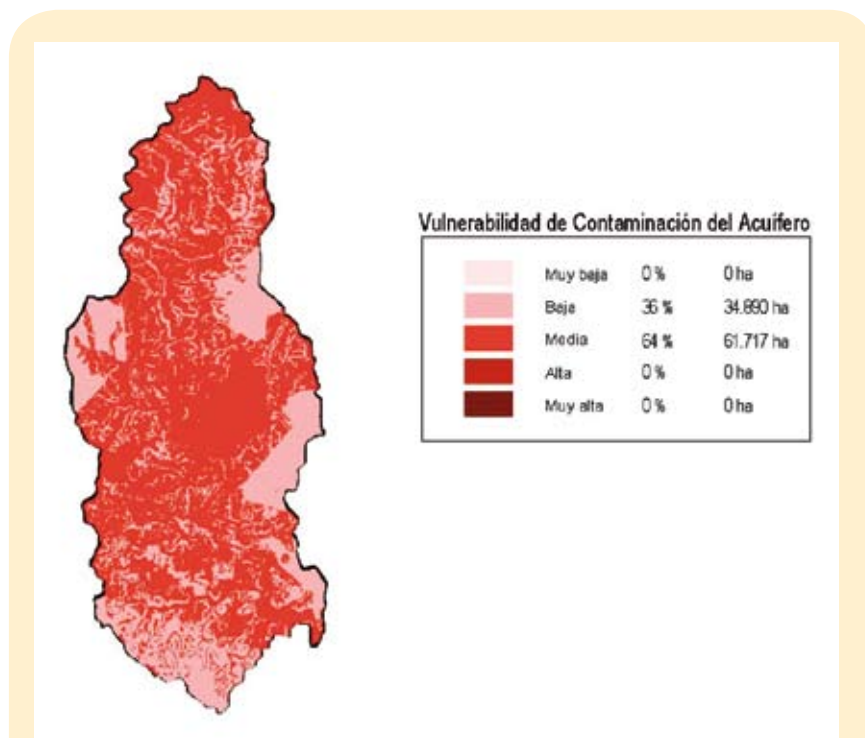 Vulnerabilidad de Contaminación del Acuífero
Muy baja 0 % 0 ha
Baja 36 % 34.890 ha
Media 64 % 61.717 ha
Alta 0 % 0 ha
Muy alta 0 % 0 ha